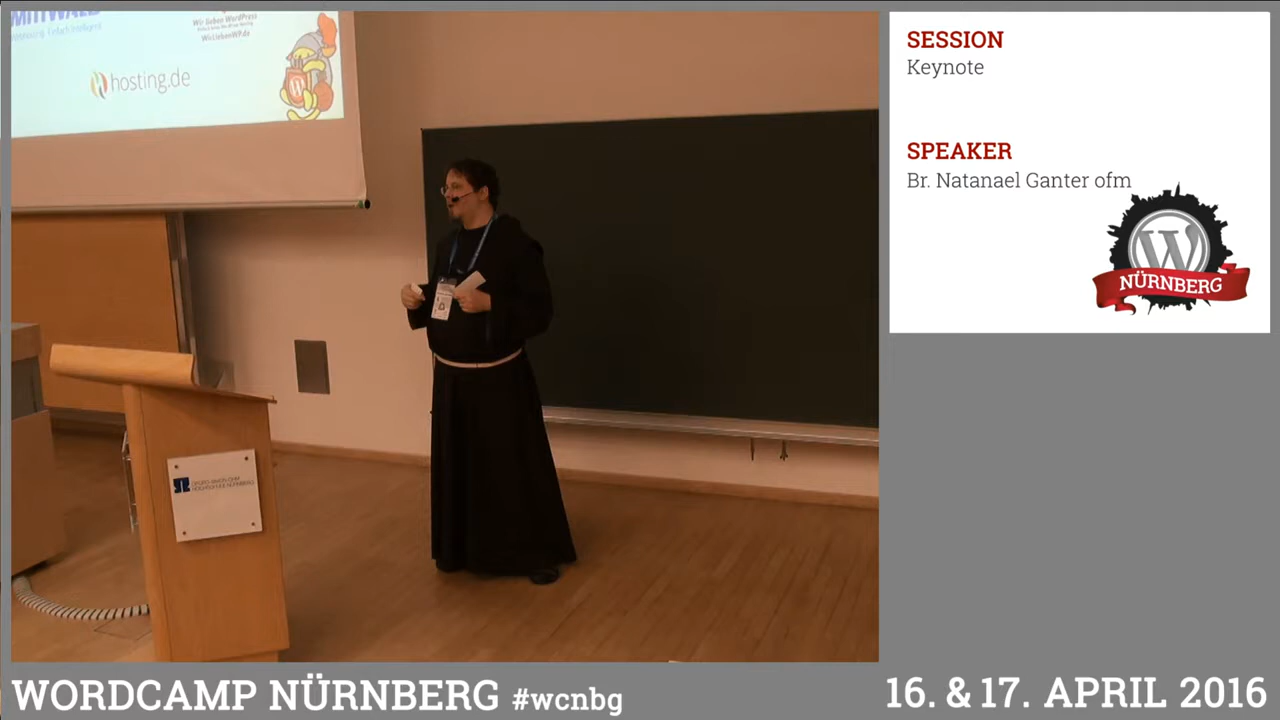 MITTWALD
Wir lieben WordPress
WirLiebenWP.de
hosting.de
SESSION
Keynote
SPEAKER
Br. Natanael Ganter ofm
W
NÜRNBERG
WORDCAMP NÜRNBERG #wcnbg
16. & 17. APRIL 2016